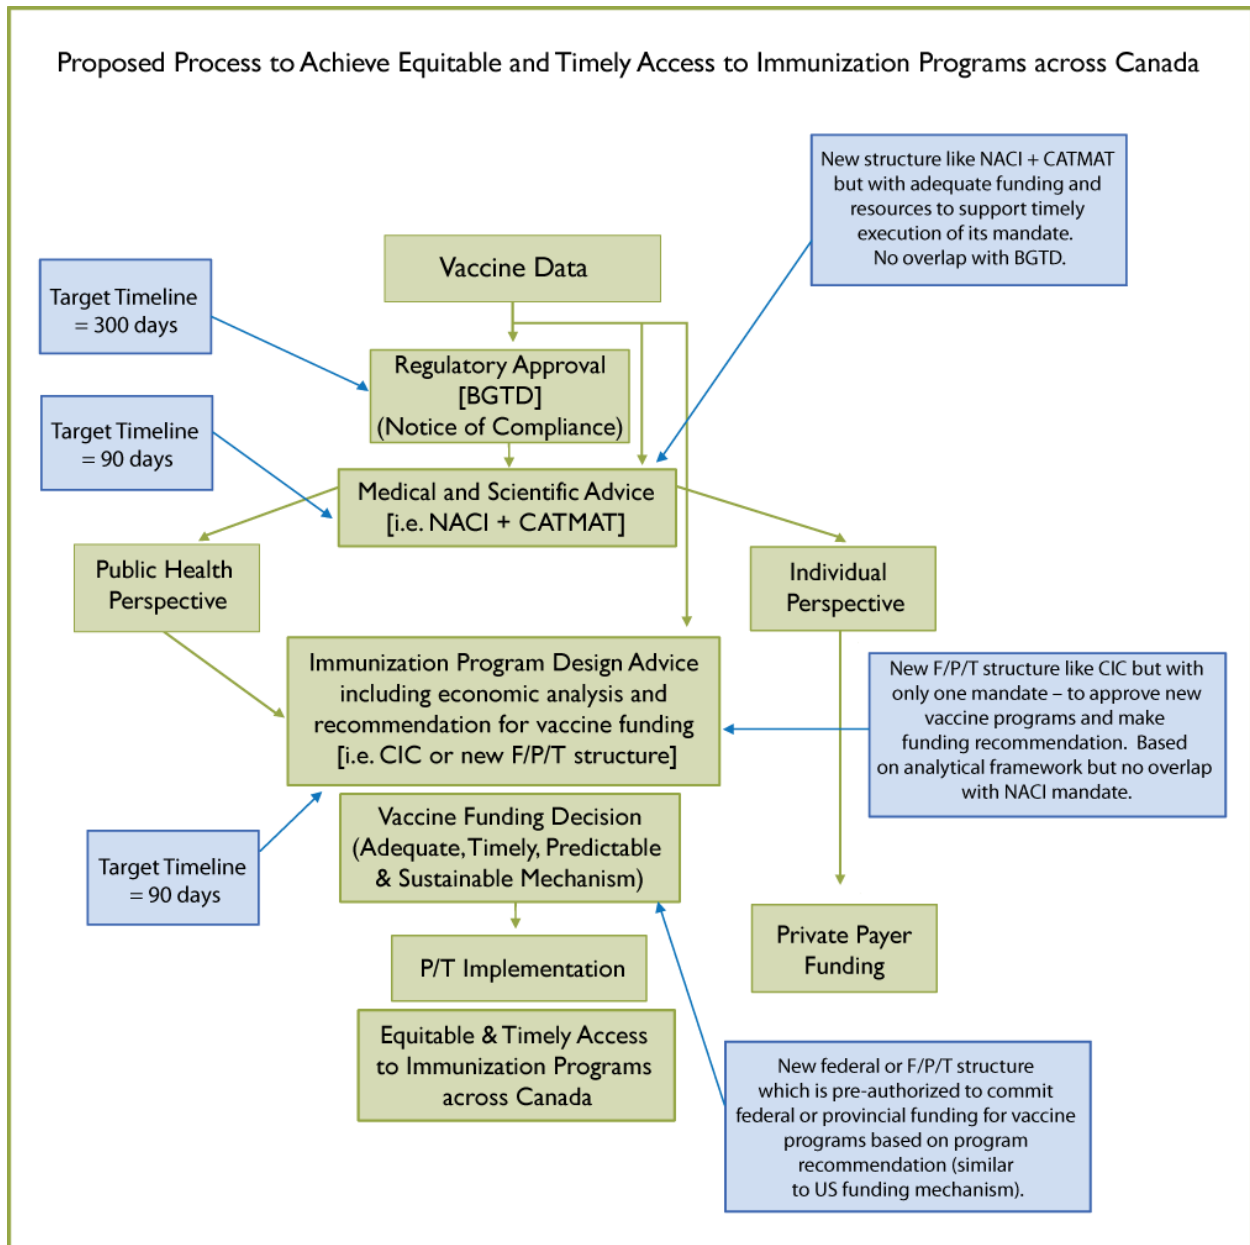 Proposed Process to Achieve Equitable and Timely Access to Immunization Programs across Canada
New structure like NACI + CATMAT
but with adequate funding and
resources to support timely
execution of its mandate.
No overlap with BGTD.
Vaccine Data
Target Timeline
= 300 days
Regulatory Approval
[BGTD]
(Notice of Compliance)
Target Timeline
= 90 days
Medical and Scientific Advice
[i.e. NACI + CATMAT]
Public Health
Perspective
Individual
Perspective
Immunization Program Design Advice
including economic analysis and
recommendation for vaccine funding
[i.e. CIC or new F/P/T structure]
New F/P/T structure like CIC but with
only one mandate – to approve new
vaccine programs and make
funding recommendation. Based
on analytical framework but no overlap
with NACI mandate.
Vaccine Funding Decision
(Adequate, Timely, Predictable
& Sustainable Mechanism)
Target Timeline
= 90 days
Private Payer
Funding
P/T Implementation
Equitable & Timely Access
to Immunization Programs
across Canada
New federal or F/P/T structure
which is pre-authorized to commit
federal or provincial funding for vaccine
programs based on program
recommendation (similar
to US funding mechanism).